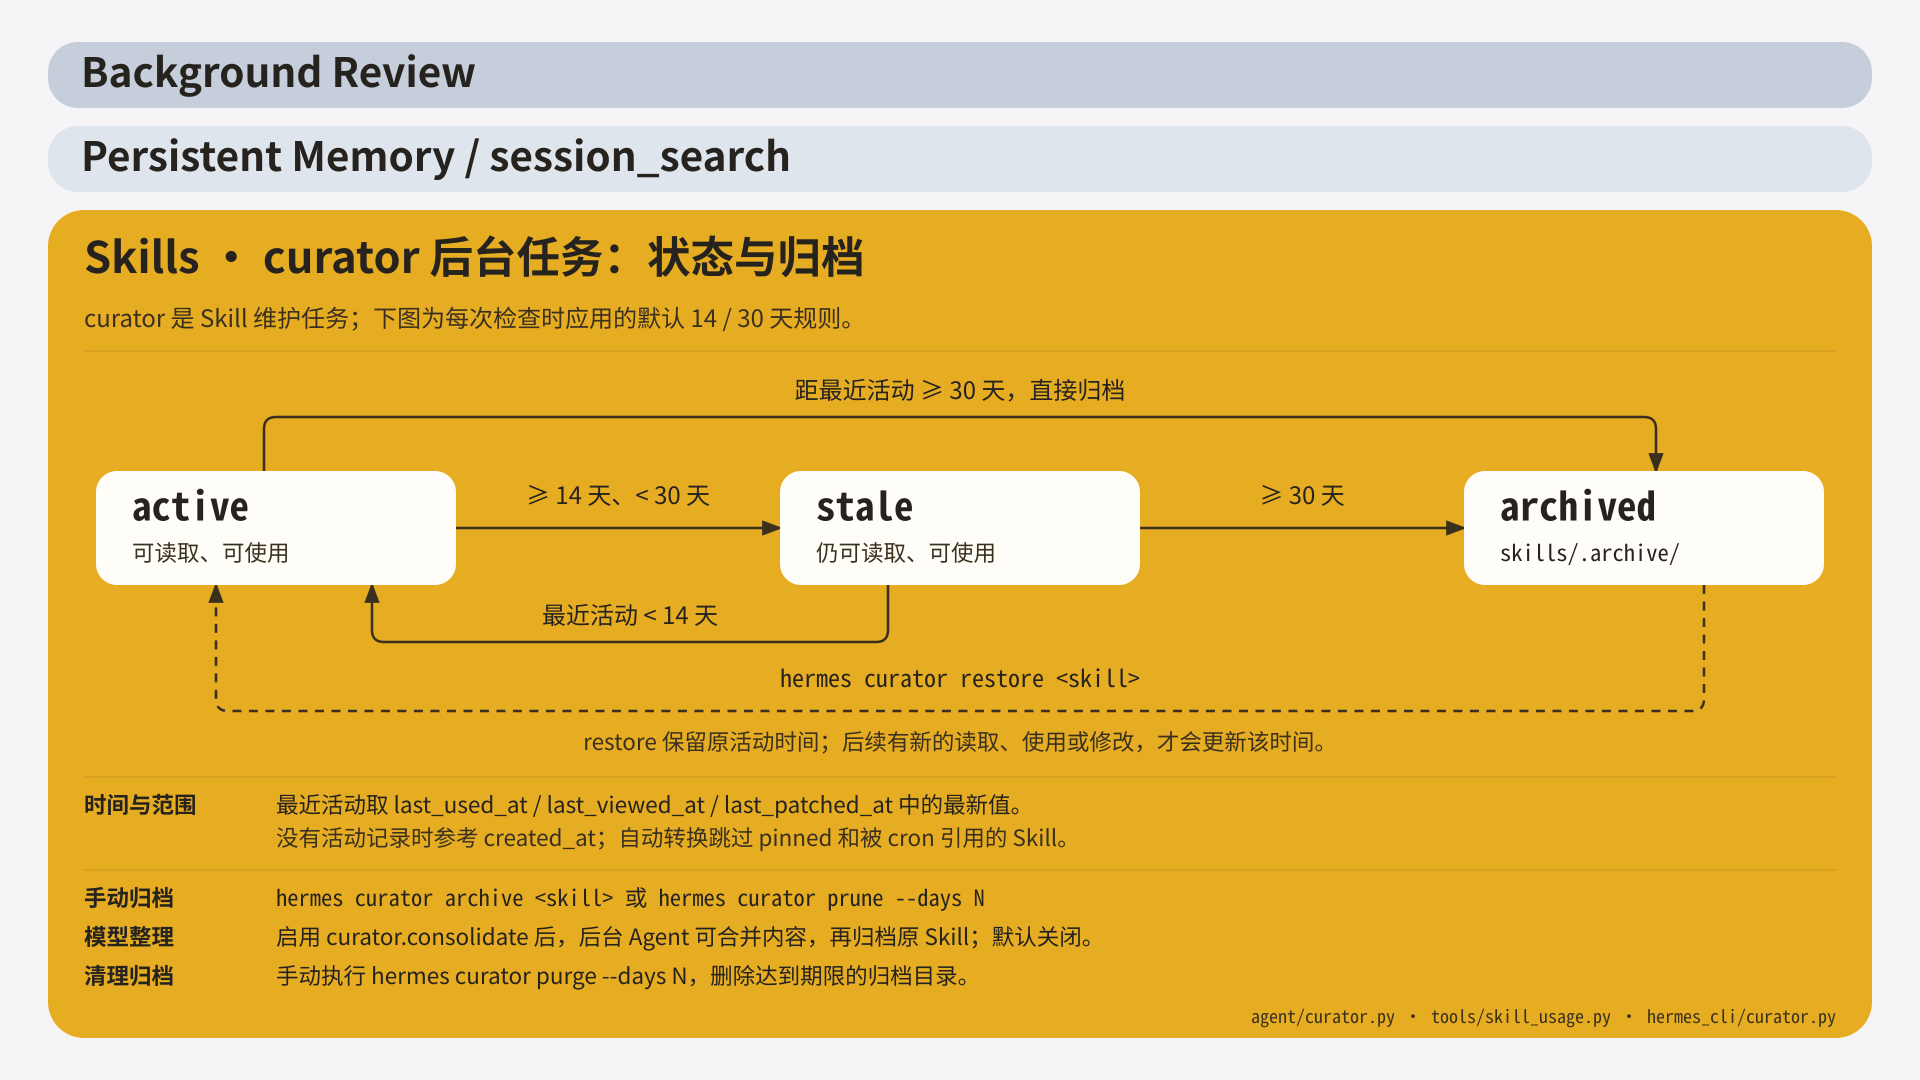 Background Review
Persistent Memory / session_search
Skills · curator 后台任务：状态与归档
curator 是 Skill 维护任务；下图为每次检查时应用的默认 14 / 30 天规则。
距最近活动 ⩾ 30 天，直接归档
active
可读取、可使用
⩾ 14 天、< 30 天
stale
仍可读取、可使用
⩾ 30 天
archived
skills/.archive/
最近活动 < 14 天
hermes curator restore <skill>
restore 保留原活动时间；后续有新的读取、使用或修改，才会更新该时间。
时间与范围
最近活动取 last_used_at / last_viewed_at / last_patched_at 中的最新值。
没有活动记录时参考 created_at；自动转换跳过 pinned 和被 cron 引用的 Skill。
手动归档
hermes curator archive <skill> 或 hermes curator prune --days N
模型整理
启用 curator.consolidate 后，后台 Agent 可合并内容，再归档原 Skill；默认关闭。
清理归档
手动执行 hermes curator purge --days N，删除达到期限的归档目录。
agent/curator.py · tools/skill_usage.py · hermes_cli/curator.py